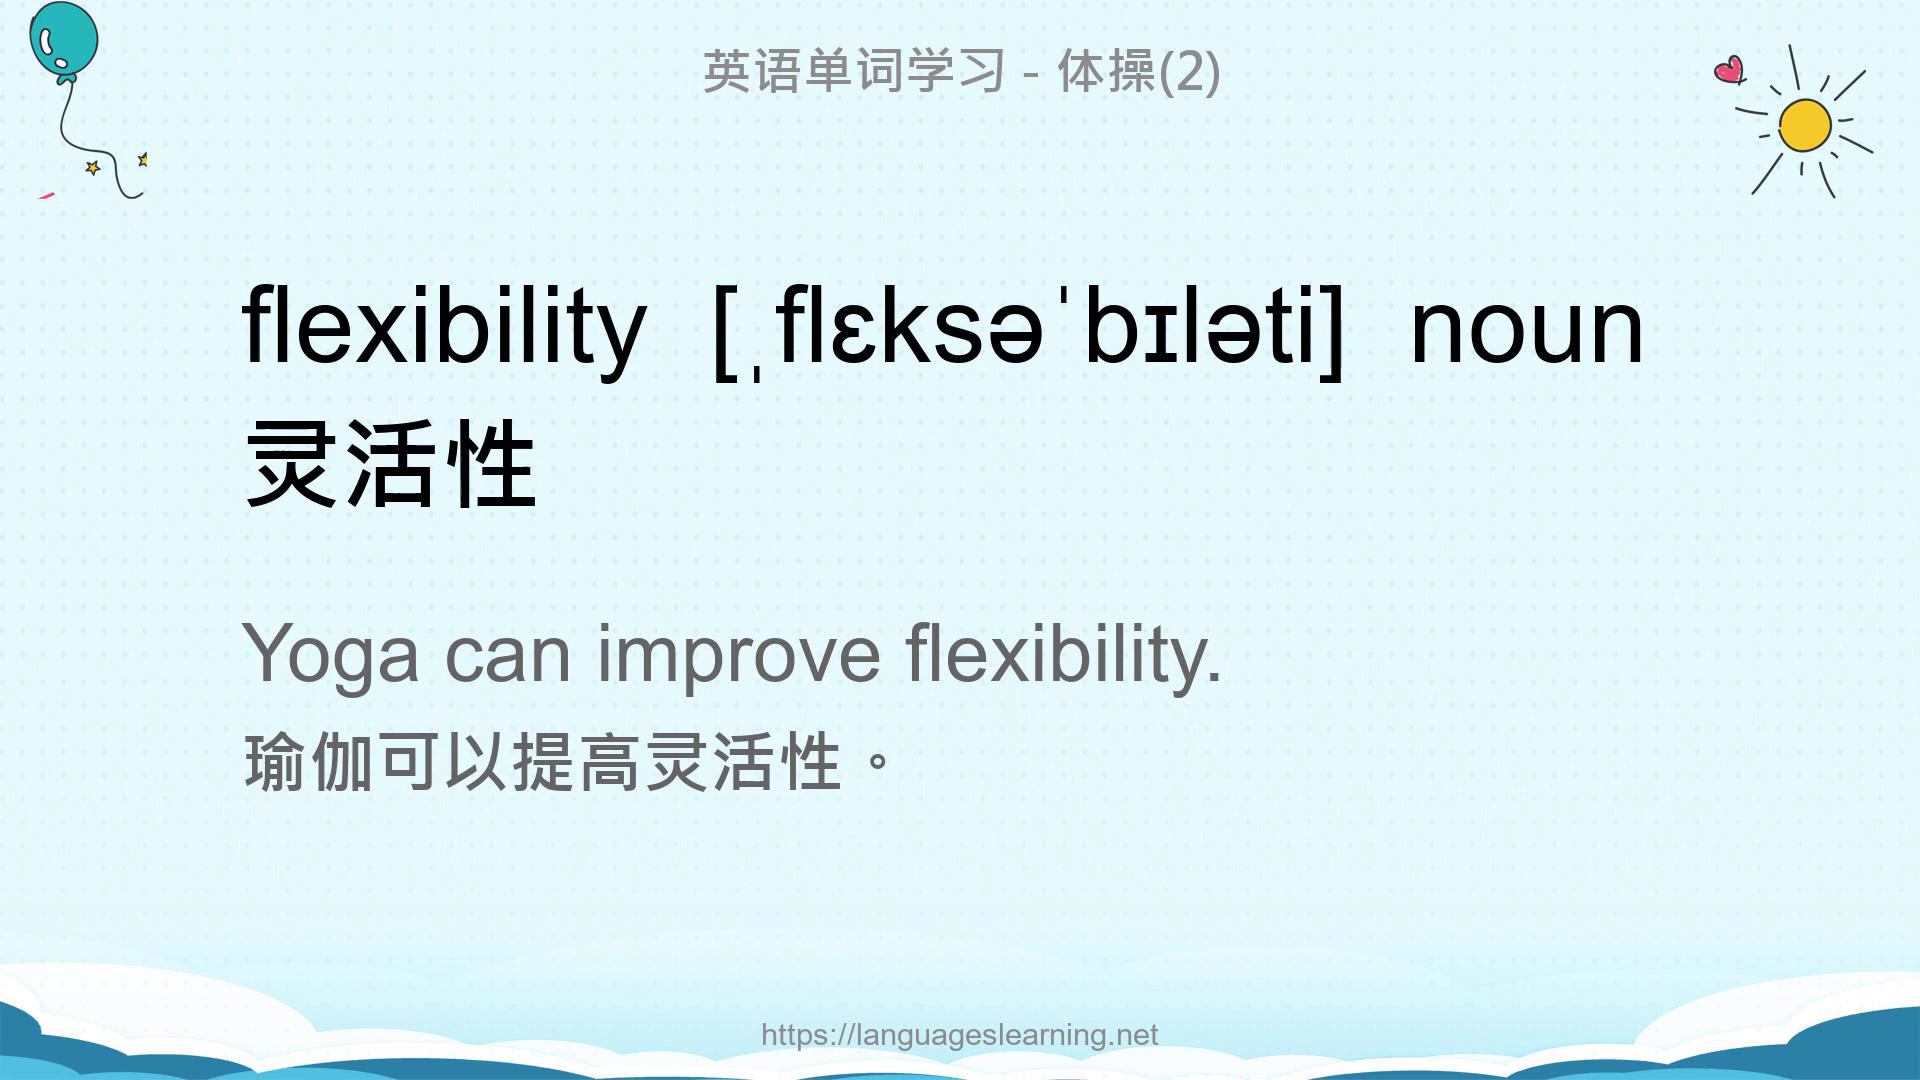 英语单词学习 - 体操(2)
flexibility [ˌflɛksəˈbɪləti] noun
灵活性
Yoga can improve flexibility.
瑜伽可以提高灵活性。
https://languageslearning.net